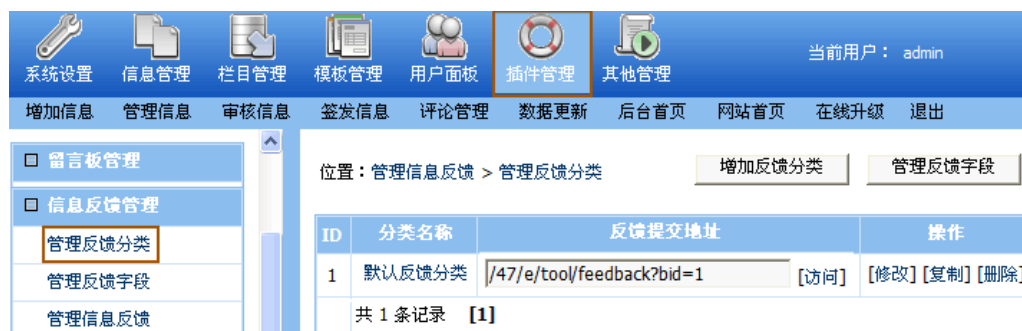 系统设置 信息管理 栏目管理 模板管理 用户面板 插件管理 其他管理 当前用户： admin
增加信息 管理信息 审核信息 签发信息 评论管理 数据更新 后台首页 网站首页 在线升级 退出
留言板管理
信息反馈管理
管理反馈分类
管理反馈字段
管理信息反馈
位置：管理信息反馈 > 管理反馈分类 增加反馈分类 管理反馈字段
ID 分类名称 反馈提交地址 操作
1 默认反馈分类 /47/e/tool/feedback?bid=1 [访问] [修改] [复制] [删除]
共 1 条记录 [1]